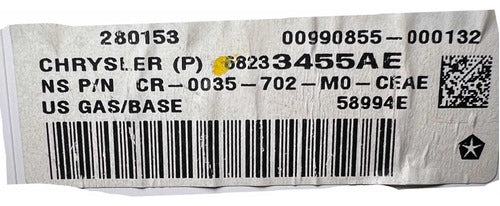 280153 00990855-000132
CHRYSLER (P) 68233455AE
NS P/N CR-0035-702-M0-CEAE
US GAS/BASE 58994E